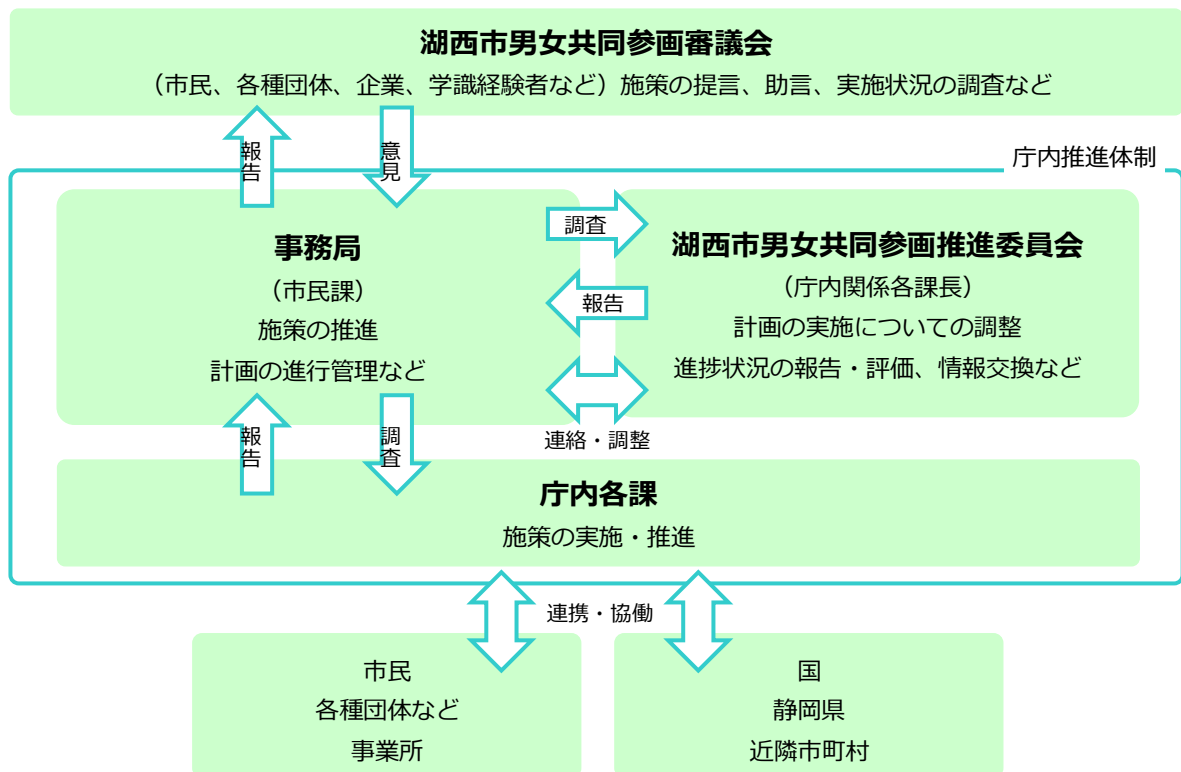 湖西市男女共同参画審議会
（市民、各種団体、企業、学識経験者など）施策の提言、助言、実施状況の調査など
報告
意見
庁内推進体制
事務局
（市民課）
施策の推進
計画の進行管理など
調査
報告
連絡・調整
湖西市男女共同参画推進委員会
（庁内関係各課長）
計画の実施についての調整
進捗状況の報告・評価、情報交換など
報告
調査
庁内各課
施策の実施・推進
連携・協働
市民
各種団体など
事業所
国
静岡県
近隣市町村